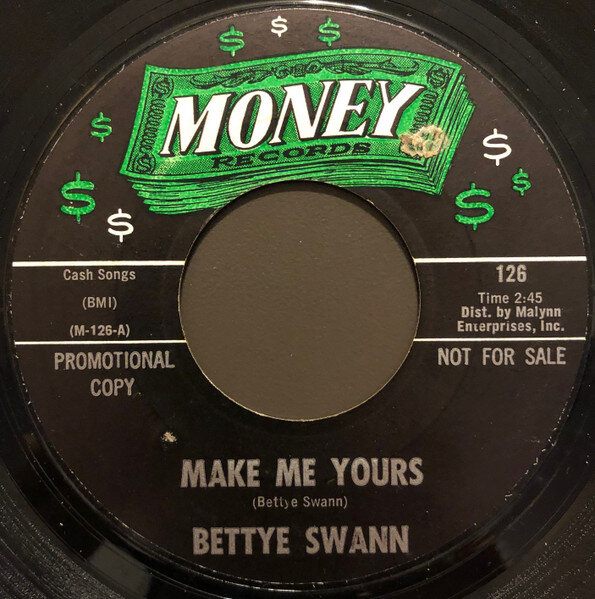 $ $ $
MONEY
RECORDS
$ $
$ $
$ $
Cash Songs
(BMI)
(M-126-A)
126
Time 2:45
Dist. by Malynn
Enterprises, Inc.
PROMOTIONAL
COPY
NOT FOR SALE
MAKE ME YOURS
(Bettye Swann)
BETTYE SWANN